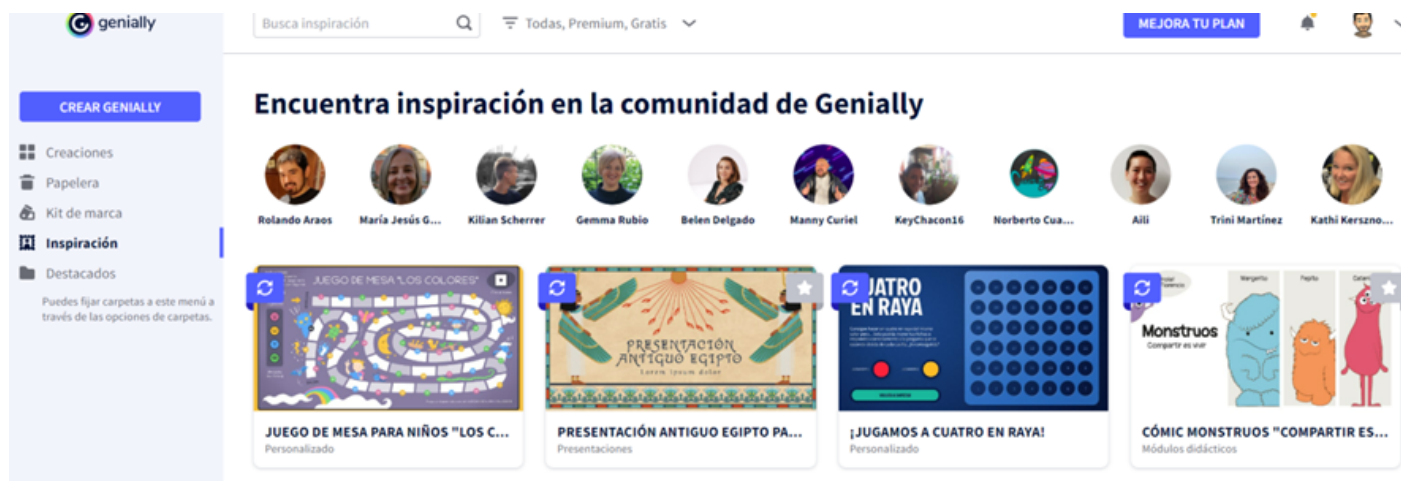 genially
Busca inspiración
Todas, Premium, Gratis
MEJORA TU PLAN
CREAR GENIALLY
Creaciones
Papelera
Kit de marca
Inspiración
Destacados
Puedes fijar carpetas a este menú a
través de las opciones de carpetas.
Encuentra inspiración en la comunidad de Genially
Rolando Araos
María Jesús G...
Kilian Scherrer
Gemma Rubio
Belen Delgado
Manny Curiel
KeyChacon16
Norberto Cua...
Aili
Trini Martínez
Kathi Kerszno...
JUEGO DE MESA "LOS COLORES"
JUEGO DE MESA PARA NIÑOS "LOS C...
Personalizado
PRESENTACIÓN
ANTIGUO EGIPTO
Lorem ipsum dolor
PRESENTACIÓN ANTIGUO EGIPTO PA...
Presentaciones
EN RAYA
¡JUGAMOS A CUATRO EN RAYA!
Personalizado
Margarito
Pepito
Monstruos
Compartir es vivir
CÓMIC MONSTRUOS "COMPARTIR ES...
Módulos didácticos